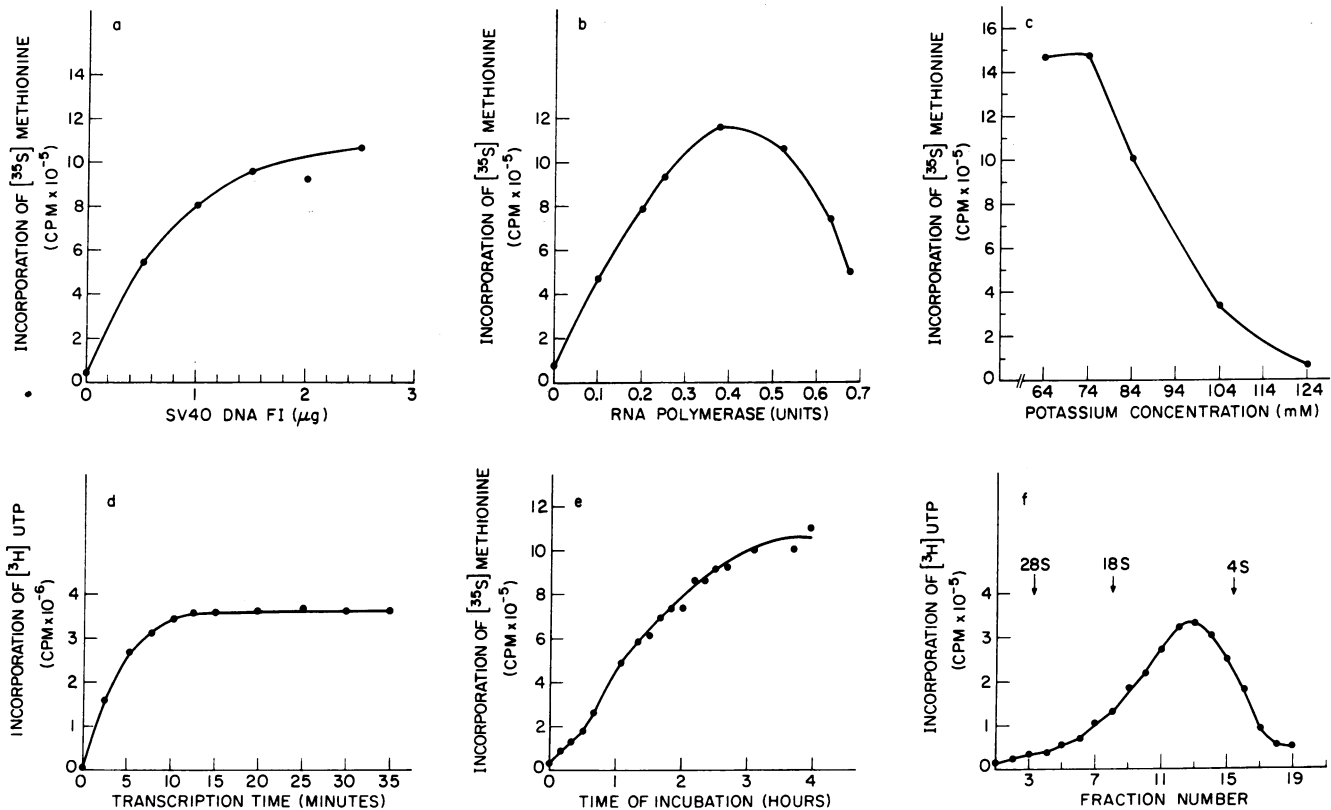 a
INCORPORATION OF [³⁵S] METHIONINE
(CPM x 10⁻⁵)
14
12
10
8
6
4
2
0
0 1 2 3
SV40 DNA FI (μg)
b
INCORPORATION OF [³⁵S] METHIONINE
(CPM x 10⁻⁵)
14
12
10
8
6
4
2
0
0 0.1 0.2 0.3 0.4 0.5 0.6 0.7
RNA POLYMERASE (UNITS)
c
INCORPORATION OF [³⁵S] METHIONINE
(CPM x 10⁻⁵)
16
14
12
10
8
6
4
2
0
64 74 84 94 104 114 124
POTASSIUM CONCENTRATION (mM)
d
INCORPORATION OF [³H] UTP
(CPM x 10⁻⁶)
4
3
2
1
0
0 5 10 15 20 25 30 35
TRANSCRIPTION TIME (MINUTES)
e
INCORPORATION OF [³⁵S] METHIONINE
(CPM x 10⁻⁵)
12
10
8
6
4
2
0
0 1 2 3 4
TIME OF INCUBATION (HOURS)
f
INCORPORATION OF [³H] UTP
(CPM x 10⁻⁵)
28S 18S 4S
4
3
2
1
0
3 7 11 15 19
FRACTION NUMBER